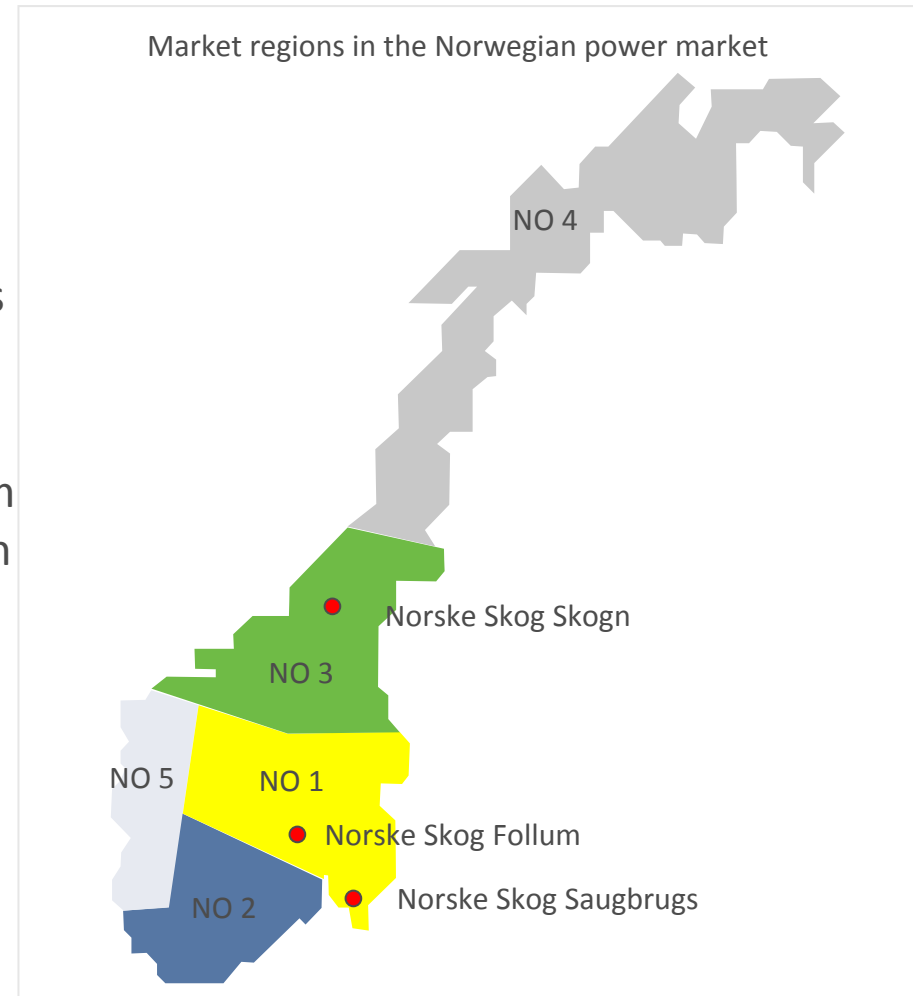 Market regions in the Norwegian power market
NO 4
Norske Skog Skogn
NO 3
NO 5
NO 1
Norske Skog Follum
NO 2
Norske Skog Saugbrugs